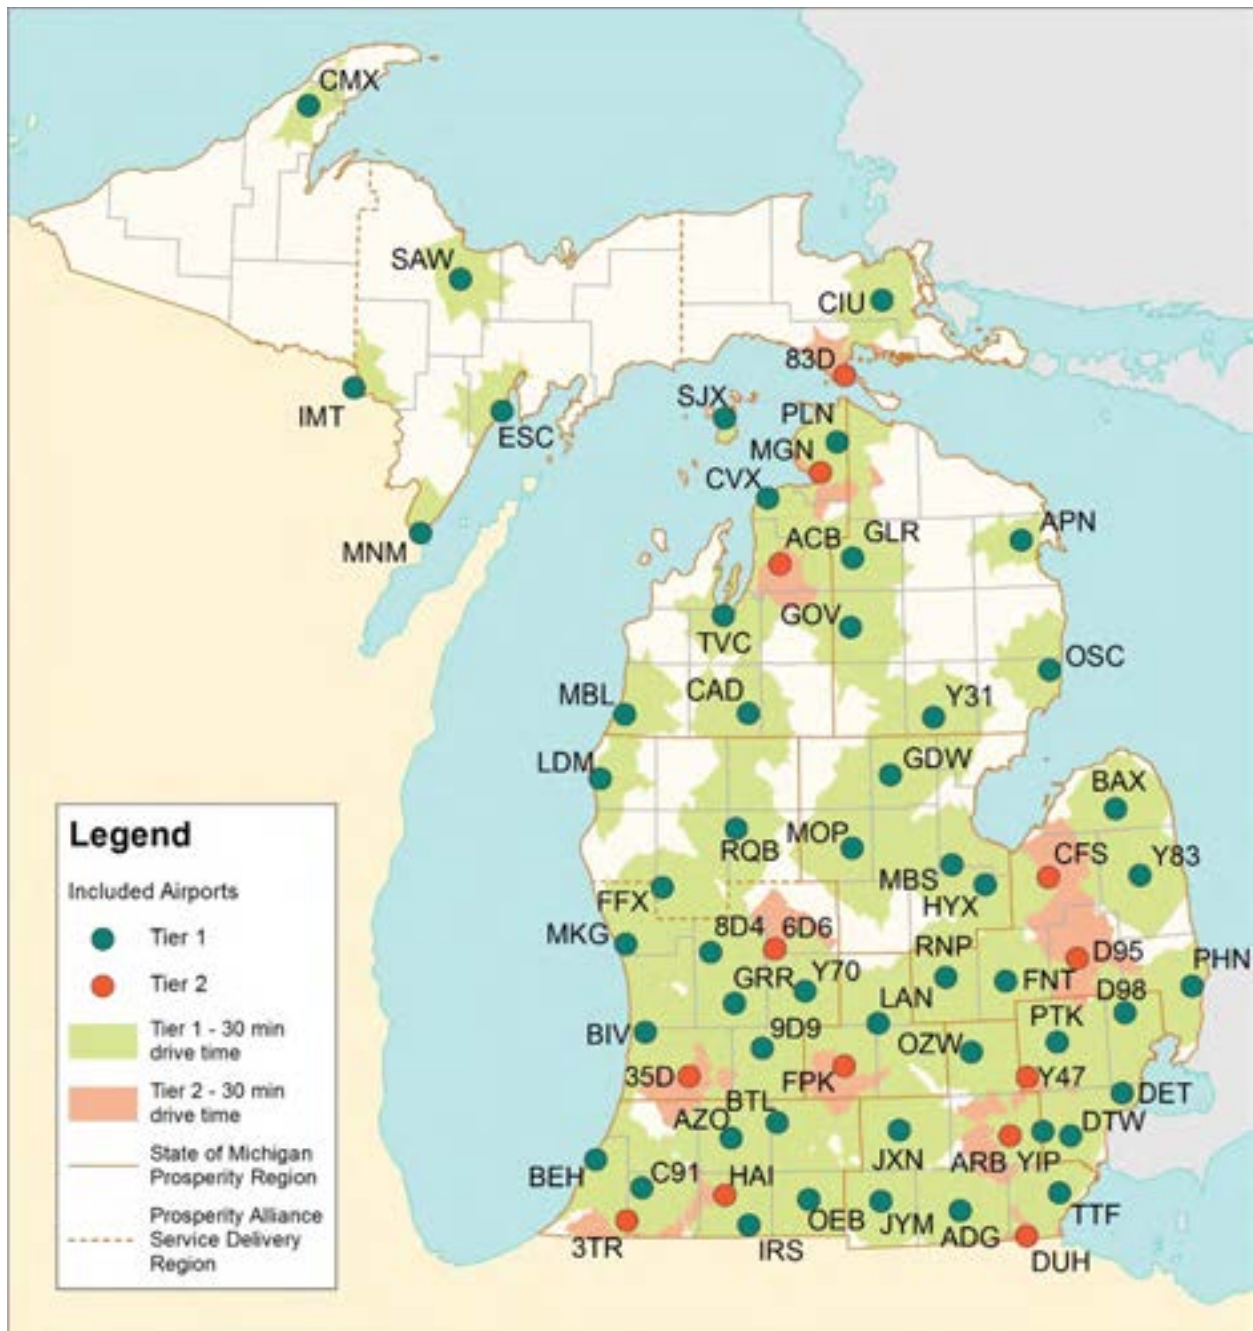 CMX
SAW
CIU
83D
IMT
ESC
SJX
PLN
MGN
CVX
MNM
ACB
GLR
APN
GOV
TVC
OSC
MBL
CAD
Y31
LDM
GDW
BAX
RQB
MOP
CFS
Y83
MBS
HYX
FFX
8D4
6D6
MKG
RNP
D95
PHN
GRR
Y70
LAN
FNT
D98
PTK
BIV
9D9
OZW
35D
FPK
Y47
DET
AZO
BTL
DTW
JXN
ARB
YIP
BEH
C91
HAI
OEB
JYM
ADG
TTF
3TR
IRS
DUH
Legend
Included Airports
Tier 1
Tier 2
Tier 1 - 30 min
drive time
Tier 2 - 30 min
drive time
State of Michigan
Prosperity Region
Prosperity Alliance
Service Delivery
Region